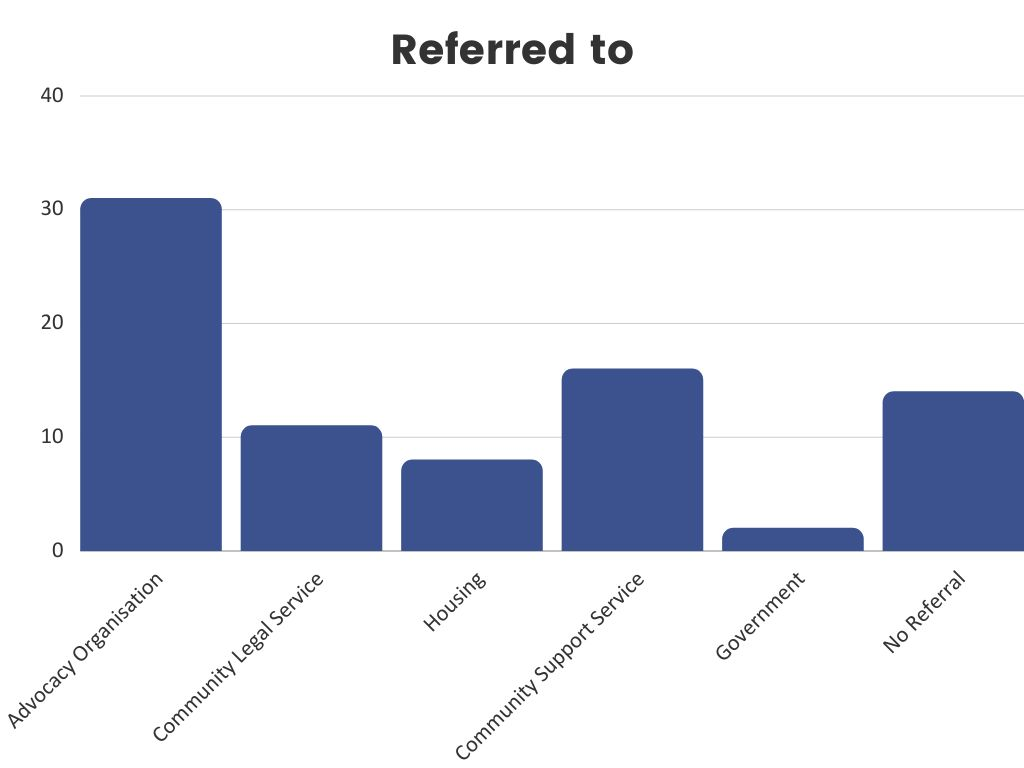 Referred to
40
30
20
10
0
Advocacy Organisation
Community Legal Service
Housing
Community Support Service
Government
No Referral